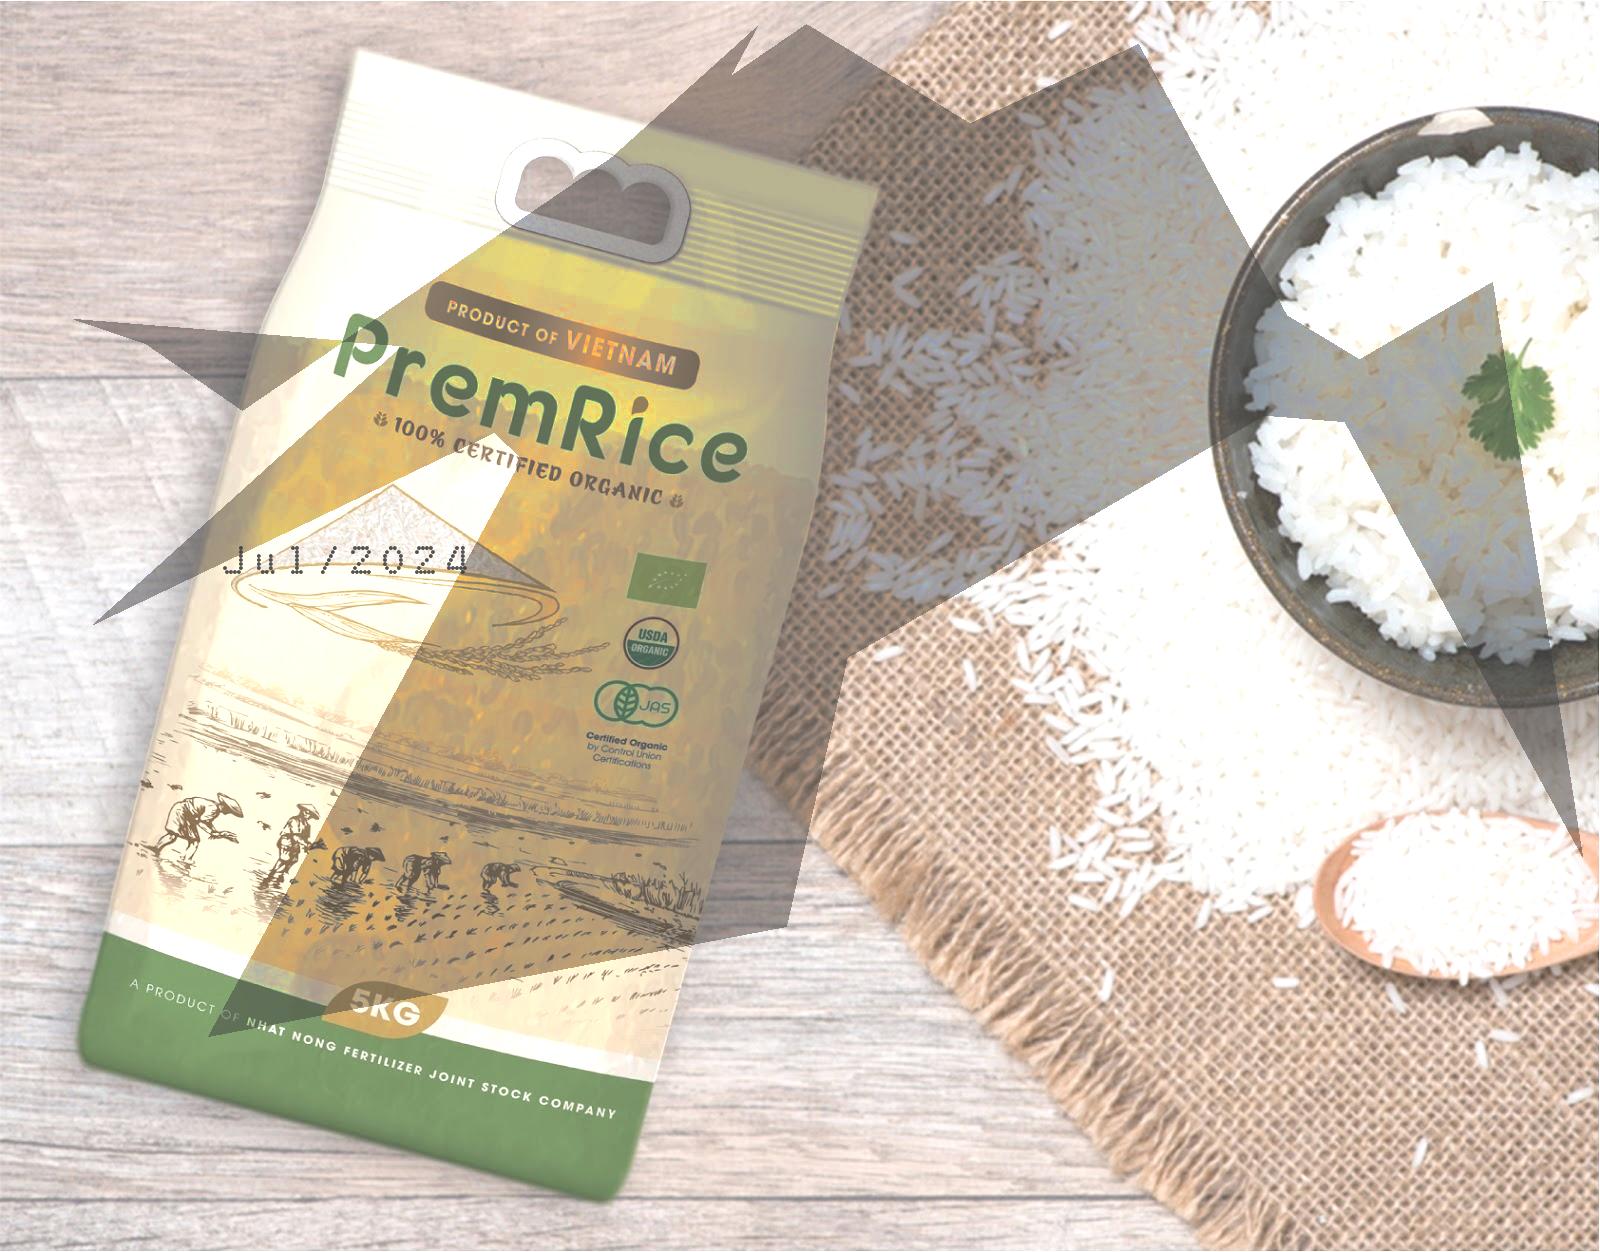 PRODUCT OF VIETNAM
PremRice
100% CERTIFIED ORGANIC
Jul/2024
USDA
ORGANIC
JAS
Certified Organic
by Control Union
Certifications
5KG
A PRODUCT OF NHAT NONG FERTILIZER JOINT STOCK COMPANY